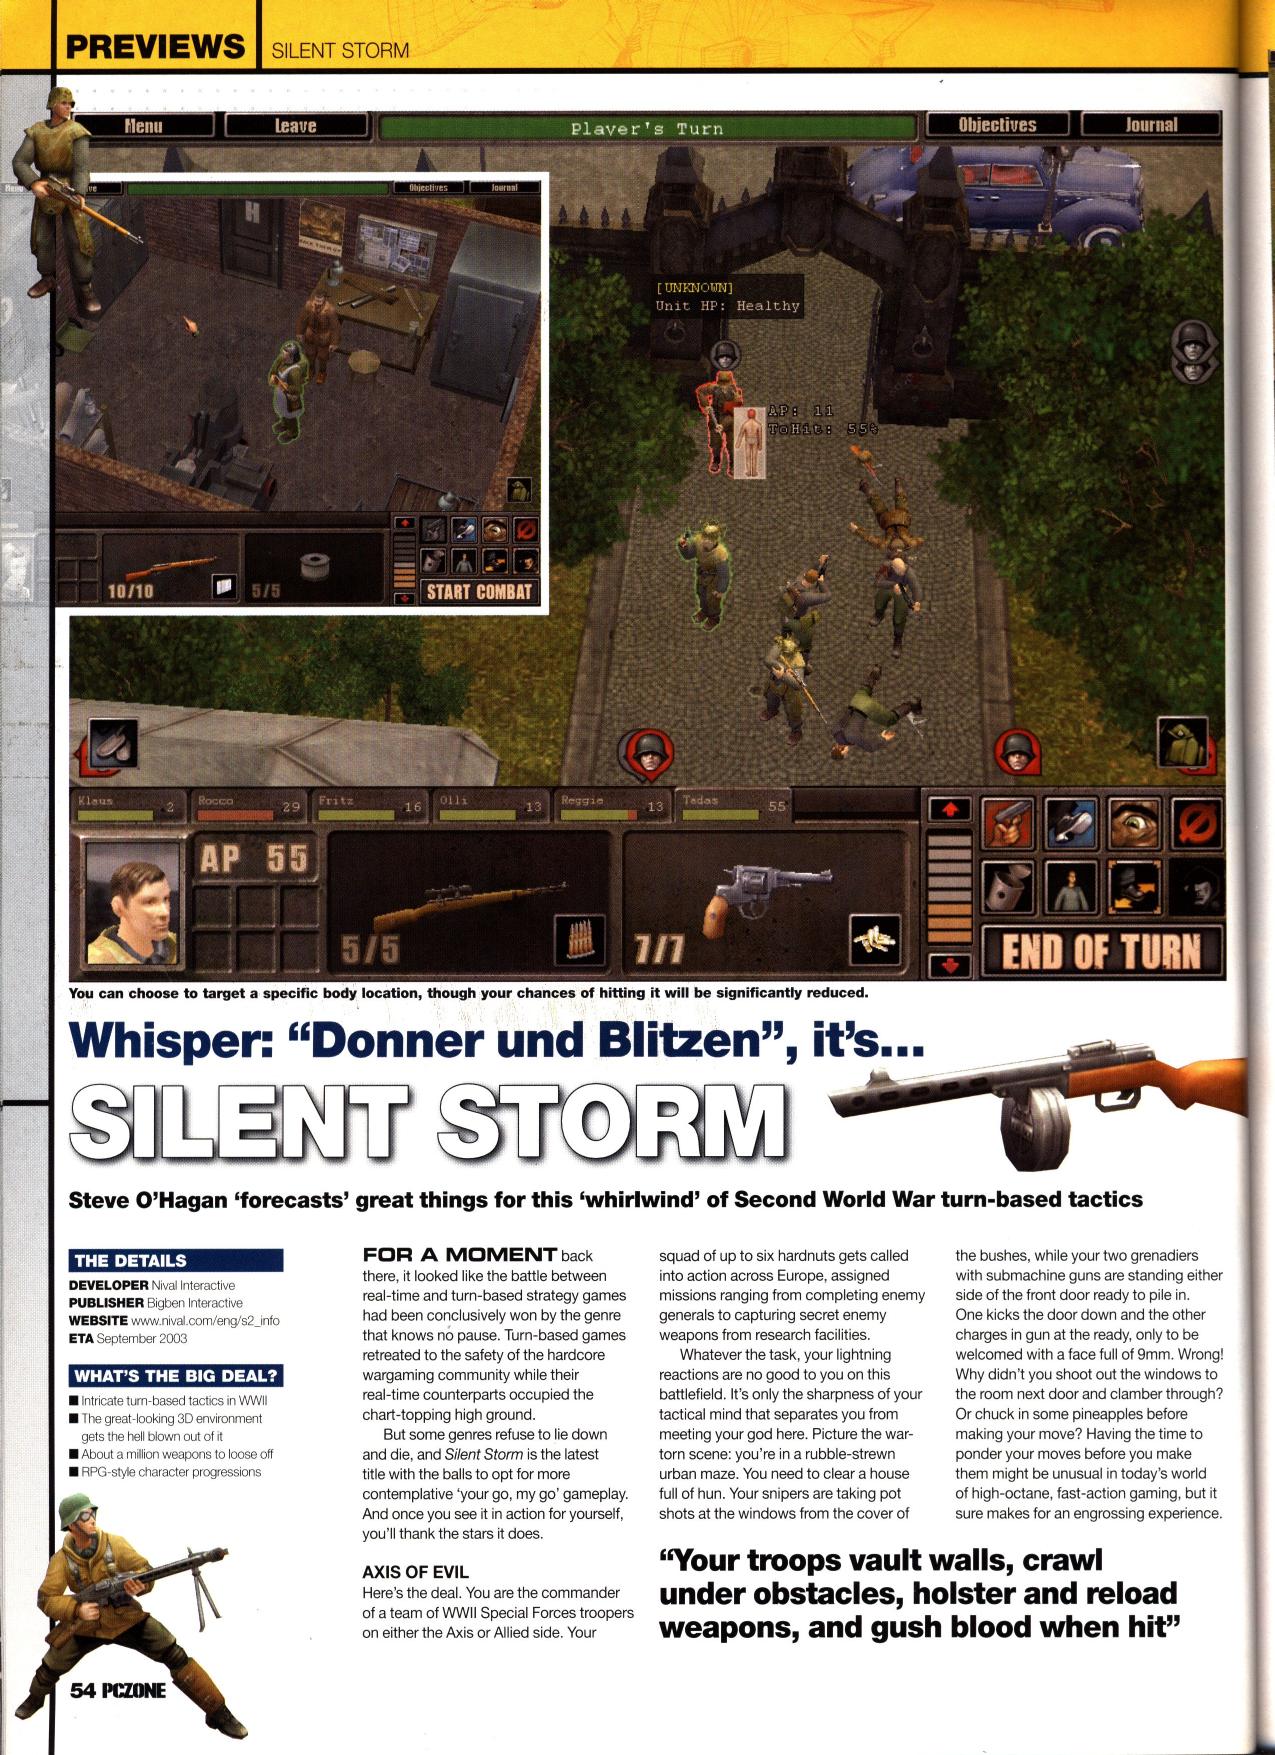 PREVIEWS SILENT STORM
Menu
Leave
Player's Turn
Objectives
Journal
Objectives
Journal
H
[UNKNOWN]
Unit HP: Healthy
AP: 11
ToHit: 55%
10/10
5/5
START COMBAT
Klaus 2
Rocco 29
Fritz 16
Olli 13
Reggie 13
Tadas 55
AP 55
5/5
7/7
END OF TURN
You can choose to target a specific body location, though your chances of hitting it will be significantly reduced.
Whisper: “Donner und Blitzen”, it’s...
SILENT STORM
Steve O’Hagan ‘forecasts’ great things for this ‘whirlwind’ of Second World War turn-based tactics
THE DETAILS
DEVELOPER Nival Interactive
PUBLISHER Bigben Interactive
WEBSITE www.nival.com/eng/s2_info
ETA September 2003
WHAT’S THE BIG DEAL?
■ Intricate turn-based tactics in WWII
■ The great-looking 3D environment
gets the hell blown out of it
■ About a million weapons to loose off
■ RPG-style character progressions
FOR A MOMENT back
there, it looked like the battle between
real-time and turn-based strategy games
had been conclusively won by the genre
that knows no pause. Turn-based games
retreated to the safety of the hardcore
wargaming community while their
real-time counterparts occupied the
chart-topping high ground.
But some genres refuse to lie down
and die, and Silent Storm is the latest
title with the balls to opt for more
contemplative ‘your go, my go’ gameplay.
And once you see it in action for yourself,
you’ll thank the stars it does.
AXIS OF EVIL
Here’s the deal. You are the commander
of a team of WWII Special Forces troopers
on either the Axis or Allied side. Your
squad of up to six hardnuts gets called
into action across Europe, assigned
missions ranging from completing enemy
generals to capturing secret enemy
weapons from research facilities.
Whatever the task, your lightning
reactions are no good to you on this
battlefield. It’s only the sharpness of your
tactical mind that separates you from
meeting your god here. Picture the war-
torn scene: you’re in a rubble-strewn
urban maze. You need to clear a house
full of hun. Your snipers are taking pot
shots at the windows from the cover of
the bushes, while your two grenadiers
with submachine guns are standing either
side of the front door ready to pile in.
One kicks the door down and the other
charges in gun at the ready, only to be
welcomed with a face full of 9mm. Wrong!
Why didn’t you shoot out the windows to
the room next door and clamber through?
Or chuck in some pineapples before
making your move? Having the time to
ponder your moves before you make
them might be unusual in today’s world
of high-octane, fast-action gaming, but it
sure makes for an engrossing experience.
“Your troops vault walls, crawl
under obstacles, holster and reload
weapons, and gush blood when hit”
54 PCZONE